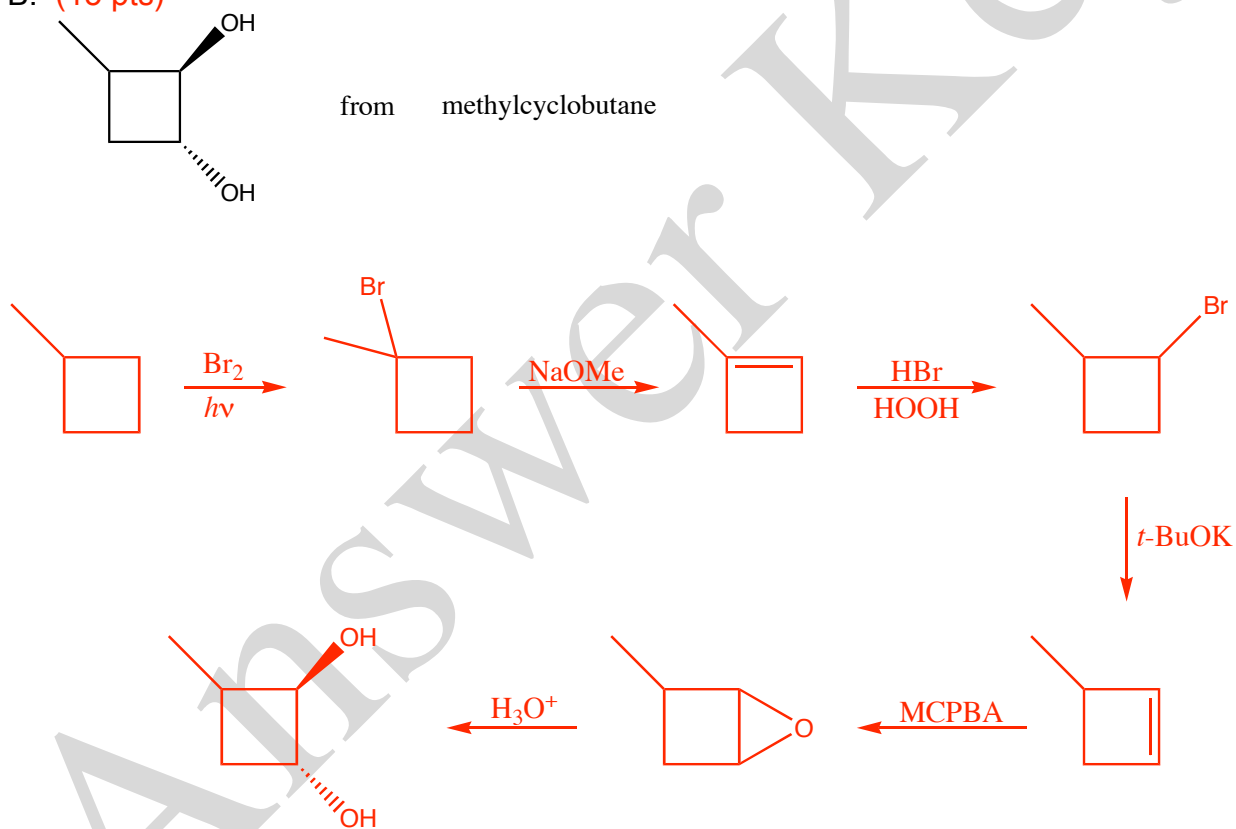 B. (10 pts)
OH
from methylcyclobutane
OH
Br
Br
Br₂
hν
NaOMe
HBr
HOOH
t-BuOK
OH
H₃O⁺
O
MCPBA
OH
Answer Key